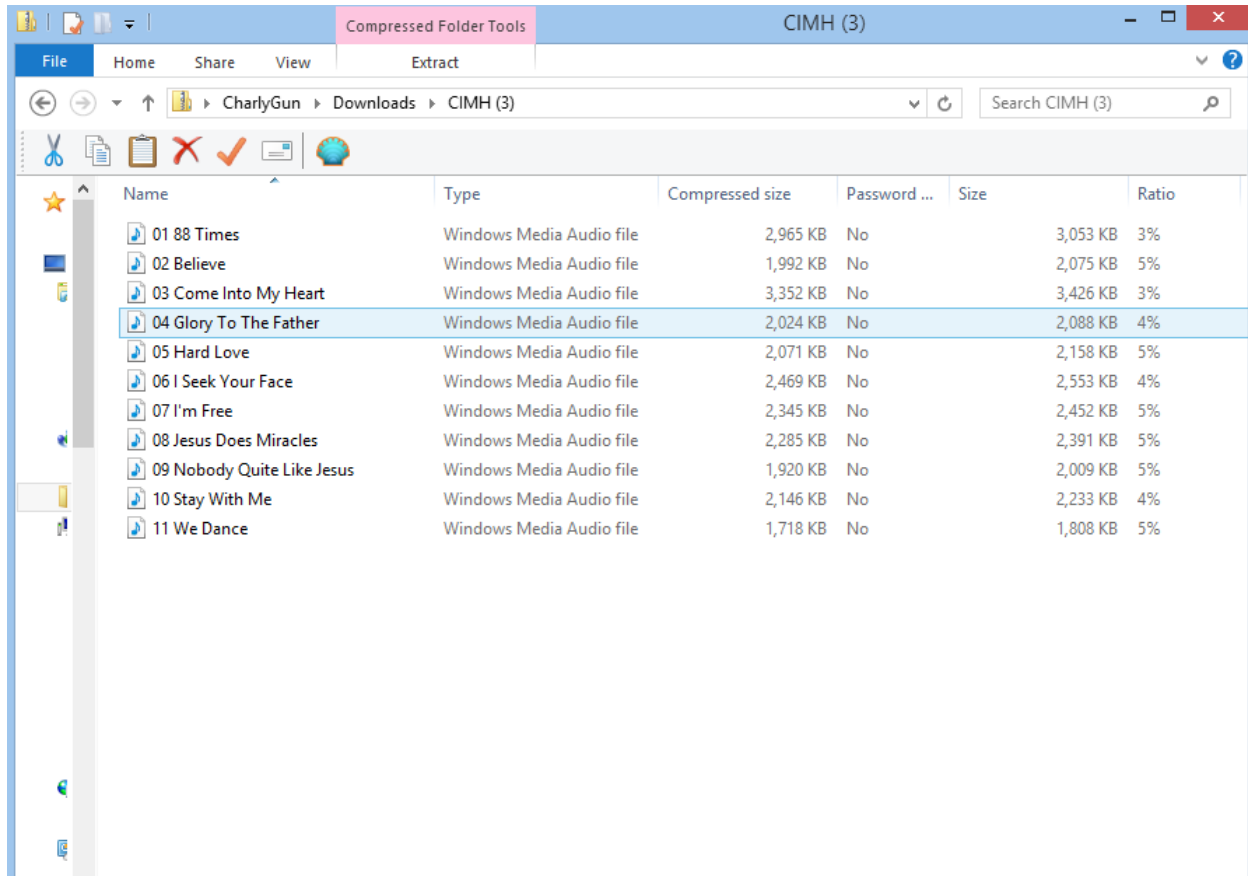 Compressed Folder Tools CIMH (3)
File Home Share View Extract
CharlyGun Downloads CIMH (3) Search CIMH (3)
Name Type Compressed size Password ... Size Ratio
01 88 Times Windows Media Audio file 2,965 KB No 3,053 KB 3%
02 Believe Windows Media Audio file 1,992 KB No 2,075 KB 5%
03 Come Into My Heart Windows Media Audio file 3,352 KB No 3,426 KB 3%
04 Glory To The Father Windows Media Audio file 2,024 KB No 2,088 KB 4%
05 Hard Love Windows Media Audio file 2,071 KB No 2,158 KB 5%
06 I Seek Your Face Windows Media Audio file 2,469 KB No 2,553 KB 4%
07 I'm Free Windows Media Audio file 2,345 KB No 2,452 KB 5%
08 Jesus Does Miracles Windows Media Audio file 2,285 KB No 2,391 KB 5%
09 Nobody Quite Like Jesus Windows Media Audio file 1,920 KB No 2,009 KB 5%
10 Stay With Me Windows Media Audio file 2,146 KB No 2,233 KB 4%
11 We Dance Windows Media Audio file 1,718 KB No 1,808 KB 5%